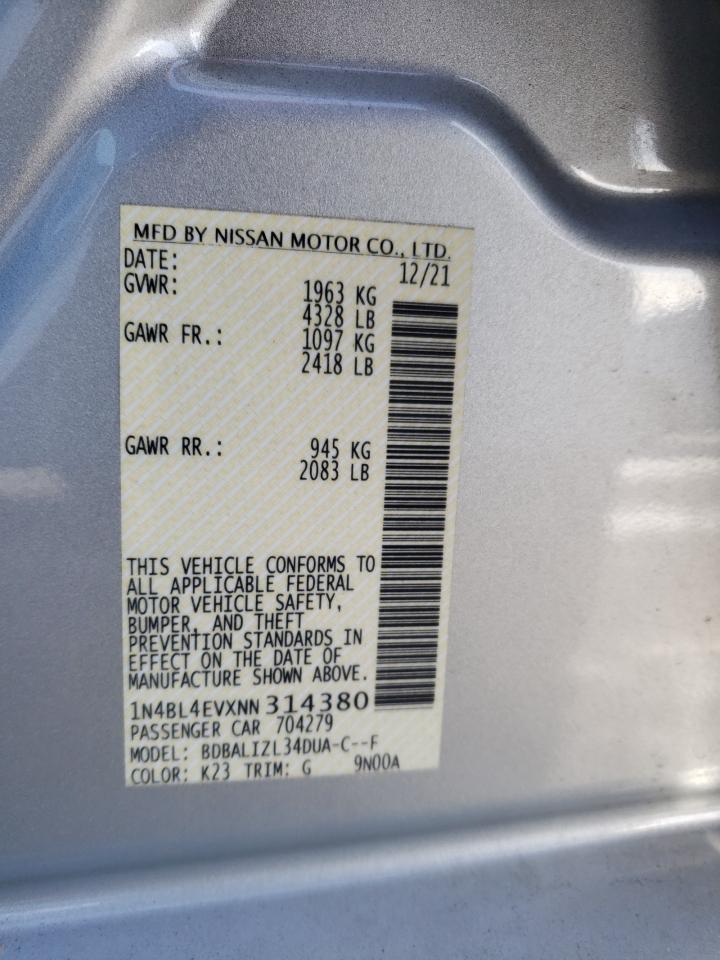 MFD BY NISSAN MOTOR CO., LTD.
DATE: 12/21
GVWR: 1963 KG
4328 LB
GAWR FR.: 1097 KG
2418 LB
GAWR RR.: 945 KG
2083 LB
THIS VEHICLE CONFORMS TO
ALL APPLICABLE FEDERAL
MOTOR VEHICLE SAFETY,
BUMPER, AND THEFT
PREVENTION STANDARDS IN
EFFECT ON THE DATE OF
MANUFACTURE SHOWN ABOVE.
1N4BL4EVXNN314380
PASSENGER CAR 704279
MODEL: BDBALIZL34DUA-C--F
COLOR: K23 TRIM: G 9N00A